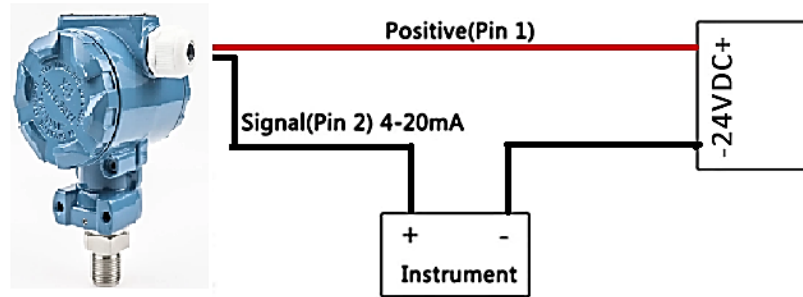 Positive(Pin 1)
-24VDC+
Signal(Pin 2) 4-20mA
+ -
Instrument